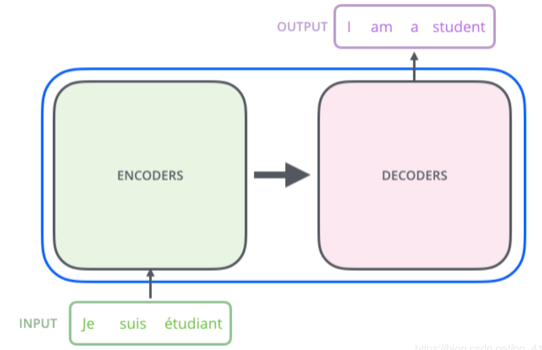 OUTPUT I am a student
ENCODERS DECODERS
INPUT Je suis étudiant